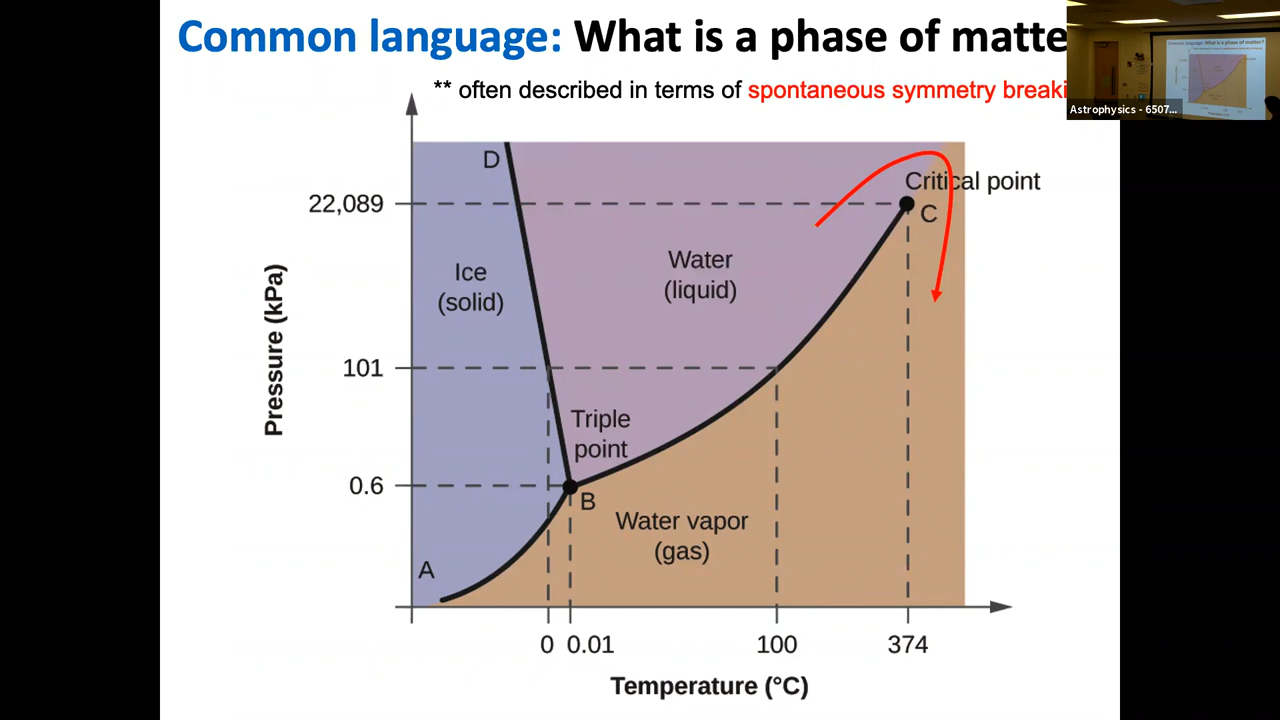 Common language: What is a phase of matte
** often described in terms of spontaneous symmetry breaki
Astrophysics - 6507...
D
Critical point
22,089
C
Water
(liquid)
Ice
(solid)
Pressure (kPa)
101
Triple
point
0.6
B
Water vapor
(gas)
A
0 0.01 100 374
Temperature (°C)